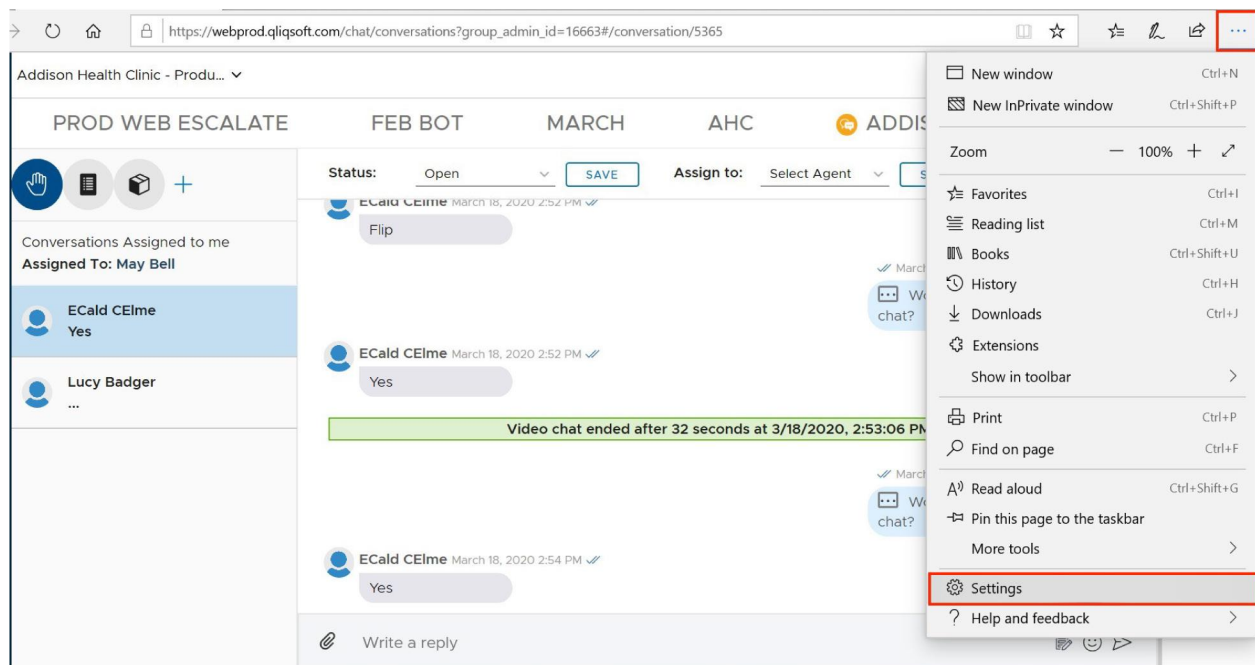 https://webprod.qliqsoft.com/chat/conversations?group_admin_id=16663#/conversation/5365
Addison Health Clinic - Produ...
PROD WEB ESCALATE FEB BOT MARCH AHC
Status: Open SAVE Assign to: Select Agent
Conversations Assigned to me
Assigned To: May Bell
ECald CElme
Yes
Lucy Badger
...
ECald CElme March 18, 2020 2:52 PM
Flip
chat?
ECald CElme March 18, 2020 2:52 PM
Yes
Video chat ended after 32 seconds at 3/18/2020, 2:53:06 PM
chat?
ECald CElme March 18, 2020 2:54 PM
Yes
Write a reply
New window Ctrl+N
New InPrivate window Ctrl+Shift+P
Zoom — 100% +
Favorites Ctrl+I
Reading list Ctrl+M
Books Ctrl+Shift+U
History Ctrl+H
Downloads Ctrl+J
Extensions
Show in toolbar
Print Ctrl+P
Find on page Ctrl+F
Read aloud Ctrl+Shift+G
Pin this page to the taskbar
More tools
Settings
Help and feedback